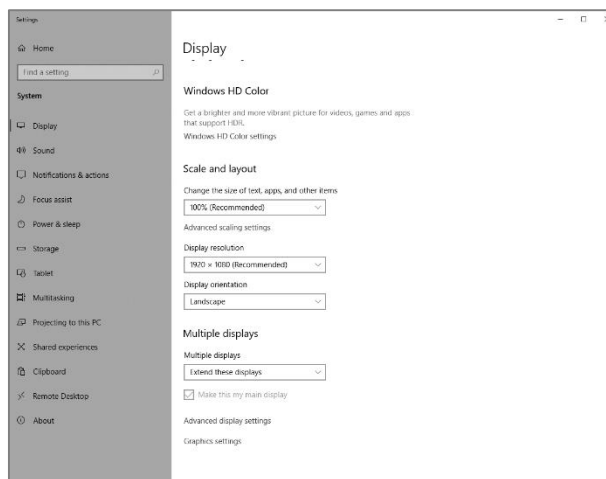 Settings
Home
Find a setting
System
Display
Sound
Notifications & actions
Focus assist
Power & sleep
Storage
Tablet
Multitasking
Projecting to this PC
Shared experiences
Clipboard
Remote Desktop
About
Display
Windows HD Color
Get a brighter and more vibrant picture for videos, games and apps
that support HDR.
Windows HD Color settings
Scale and layout
Change the size of text, apps, and other items
100% (Recommended)
Advanced scaling settings
Display resolution
1920 × 1080 (Recommended)
Display orientation
Landscape
Multiple displays
Multiple displays
Extend these displays
Make this my main display
Advanced display settings
Graphics settings